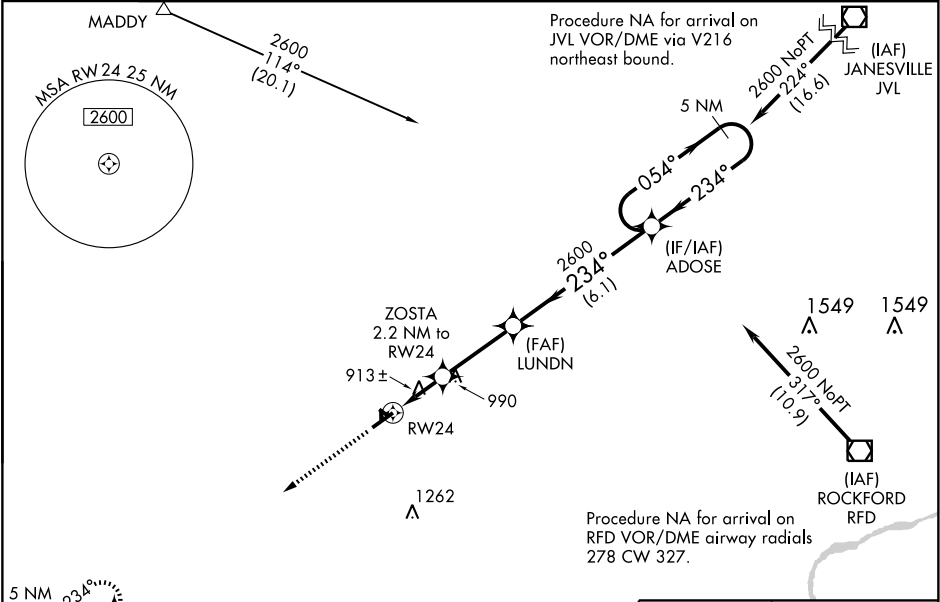 MADDY
2600
114°
(20.1)
MSA RW 24 25 NM
2600
Procedure NA for arrival on
JVL VOR/DME via V216
northeast bound.
2600 NoPT
224°
(16.6)
(IAF)
JANESVILLE
JVL
5 NM
054°
234°
(IF/IAF)
ADOSE
2600
234°
(6.1)
(FAF)
LUNDN
ZOSTA
2.2 NM to
RW24
913±
990
RW24
1262
1549
1549
2600 NoPT
317°
(10.9)
(IAF)
ROCKFORD
RFD
Procedure NA for arrival on
RFD VOR/DME airway radials
278 CW 327.
5 NM
234°